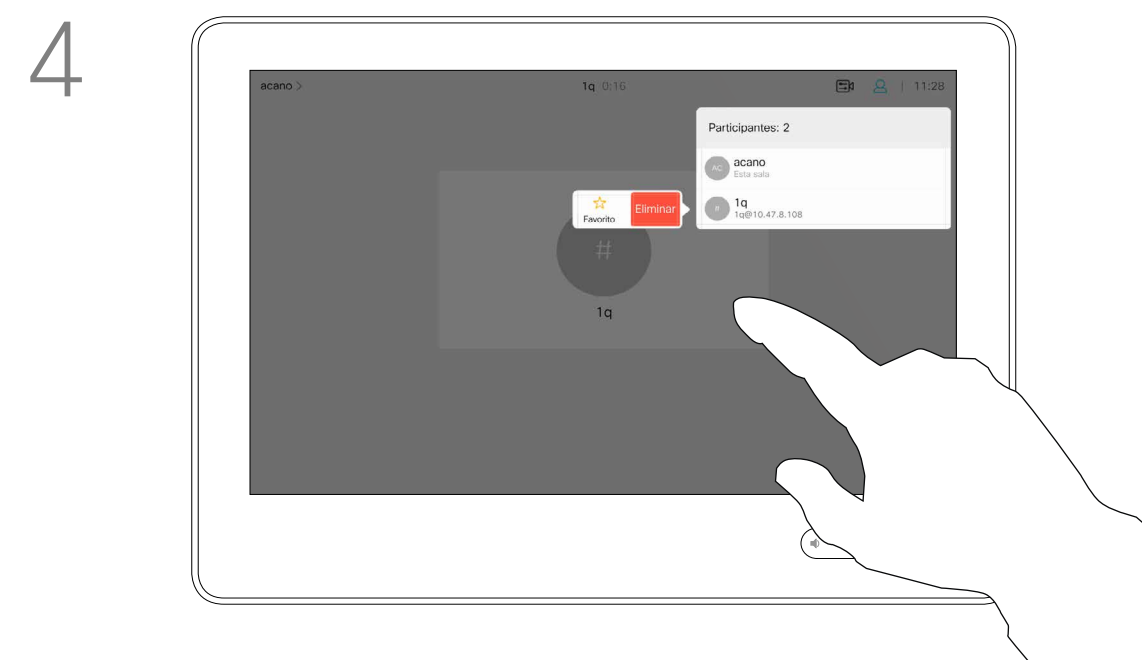 4
acano >
1q 0:16
11:28
Participantes: 2
AC
acano
Esta sala
Favorito
Eliminar
#
1q
1q@10.47.8.108
#
1q